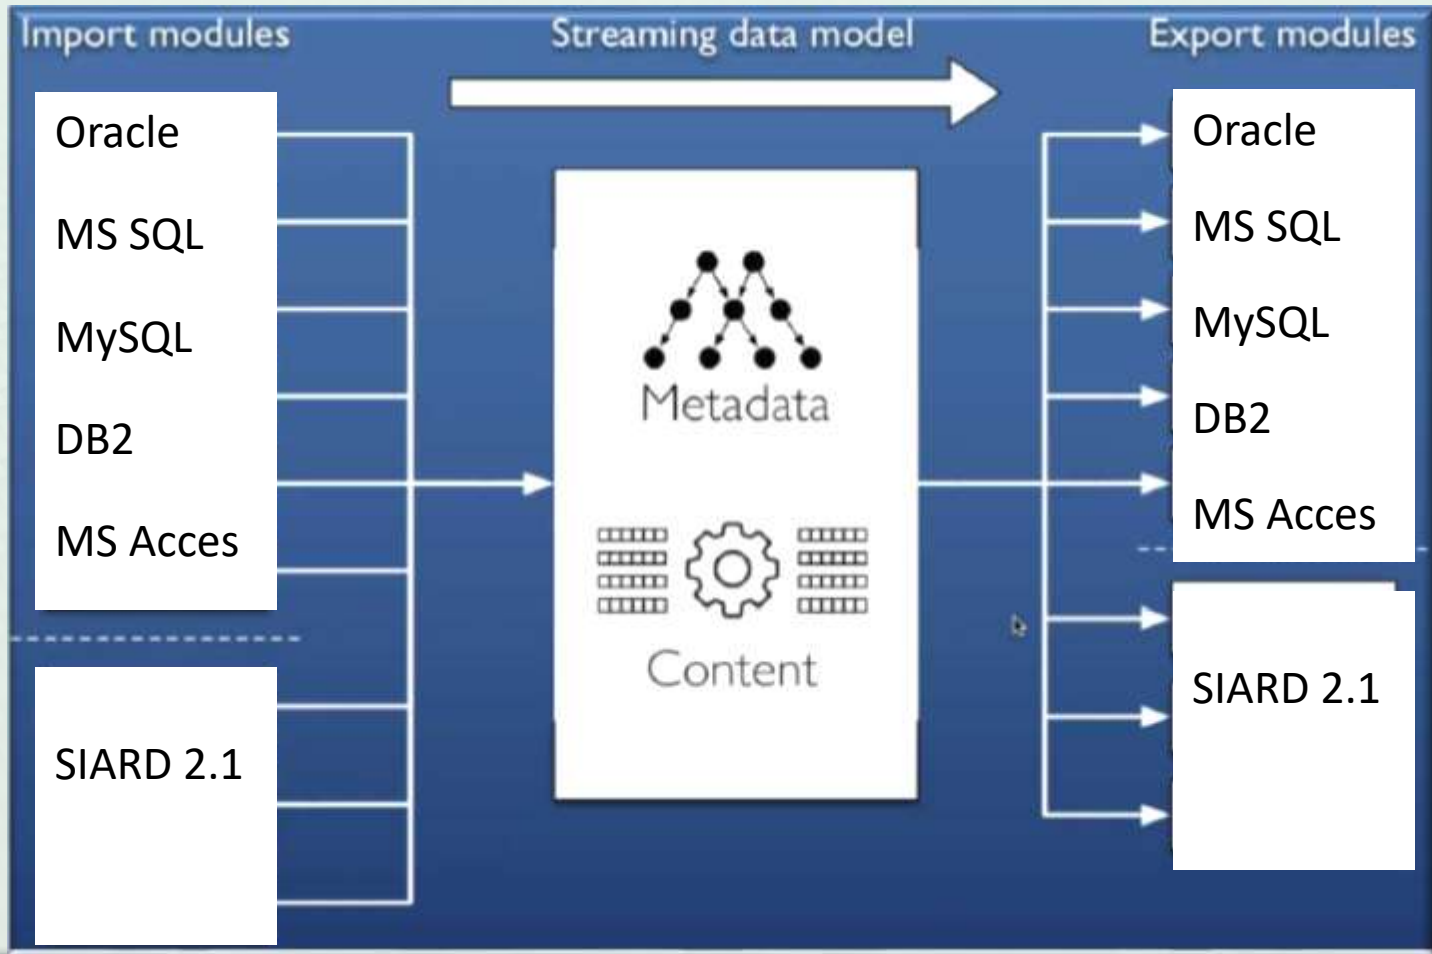 Import modules
Streaming data model
Export modules
Oracle
MS SQL
MySQL
DB2
MS Acces
SIARD 2.1
Metadata
Content
Oracle
MS SQL
MySQL
DB2
MS Acces
SIARD 2.1